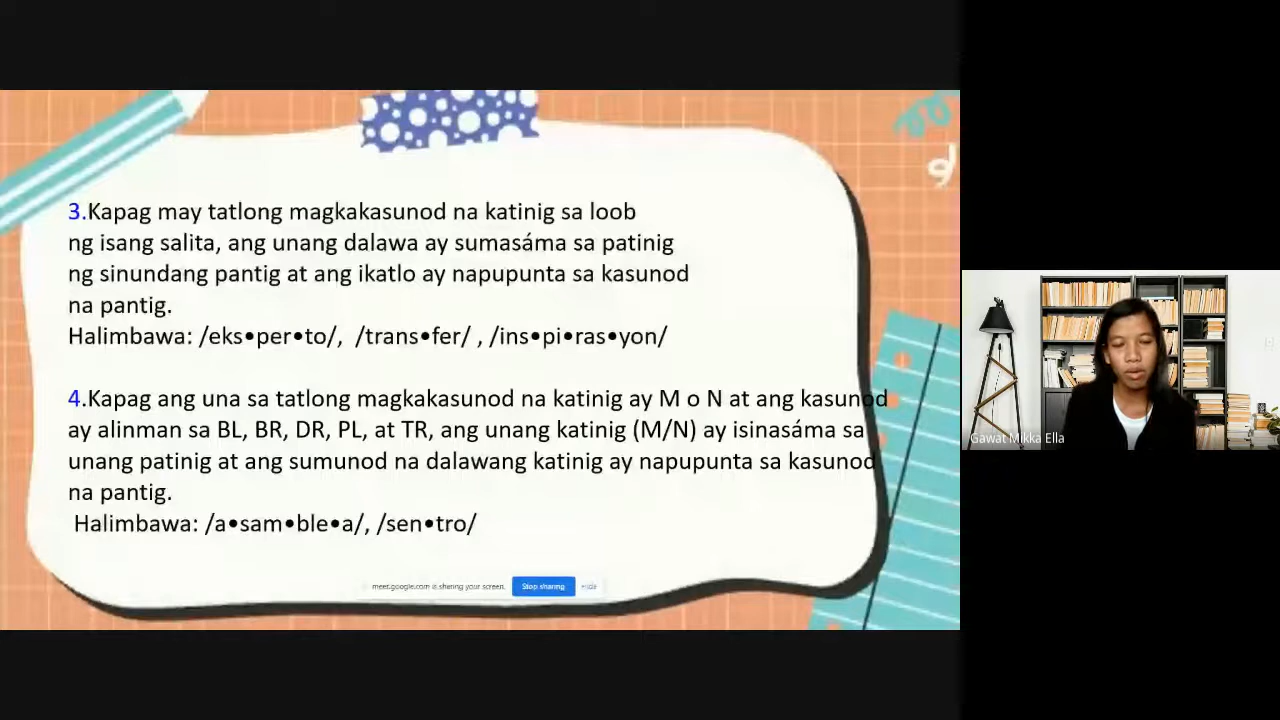 3.Kapag may tatlong magkakasunod na katinig sa loob
ng isang salita, ang unang dalawa ay sumasáma sa patinig
ng sinundang pantig at ang ikatlo ay napupunta sa kasunod
na pantig.
Halimbawa: /eks•per•to/, /trans•fer/ , /ins•pi•ras•yon/
4.Kapag ang una sa tatlong magkakasunod na katinig ay M o N at ang kasunod
ay alinman sa BL, BR, DR, PL, at TR, ang unang katinig (M/N) ay isinasáma sa
unang patinig at ang sumunod na dalawang katinig ay napupunta sa kasunod
na pantig.
Halimbawa: /a•sam•ble•a/, /sen•tro/
meet.google.com is sharing your screen. Stop sharing Hide
Gawat Mikka Ella